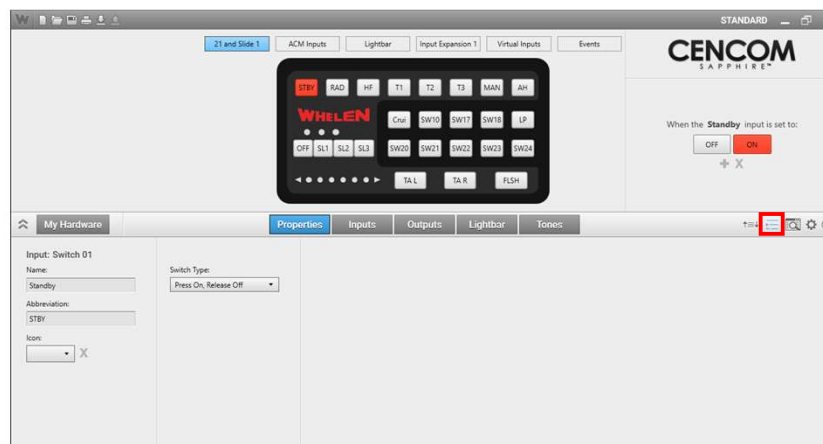 W STANDARD
21 and Slide 1 ACM Inputs Lightbar Input Expansion 1 Virtual Inputs Events
CENCOM
SAPPHIRE™
STBY RAD HF T1 T2 T3 MAN AH
WHELEN
Crui SW10 SW17 SW18 LP
OFF SL1 SL2 SL3 SW20 SW21 SW22 SW23 SW24
TA L TA R FLSH
When the Standby input is set to:
OFF ON
My Hardware Properties Inputs Outputs Lightbar Tones
Input: Switch 01
Name: Switch Type:
Standby Press On, Release Off
Abbreviation:
STBY
Icon:
X